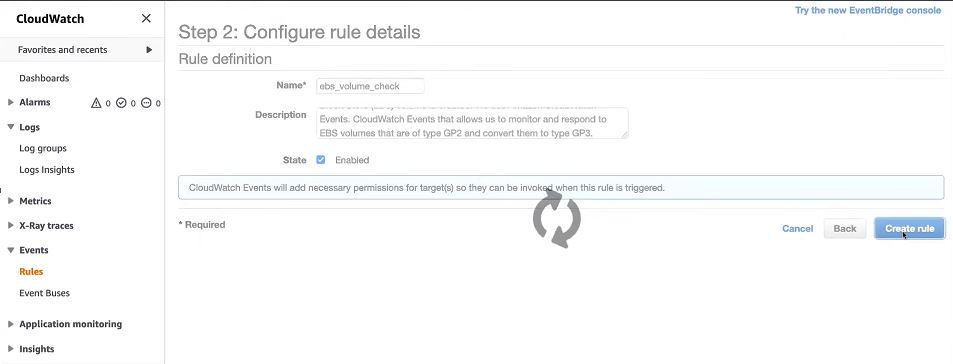 CloudWatch
Favorites and recents
Dashboards
Alarms 0 0 0
Logs
Log groups
Logs Insights
Metrics
X-Ray traces
Events
Rules
Event Buses
Application monitoring
Insights
Try the new EventBridge console
Step 2: Configure rule details
Rule definition
Name* ebs_volume_check
Description
Events. CloudWatch Events that allows us to monitor and respond to
EBS volumes that are of type GP2 and convert them to type GP3.
State Enabled
CloudWatch Events will add necessary permissions for target(s) so they can be invoked when this rule is triggered.
* Required
Cancel Back Create rule